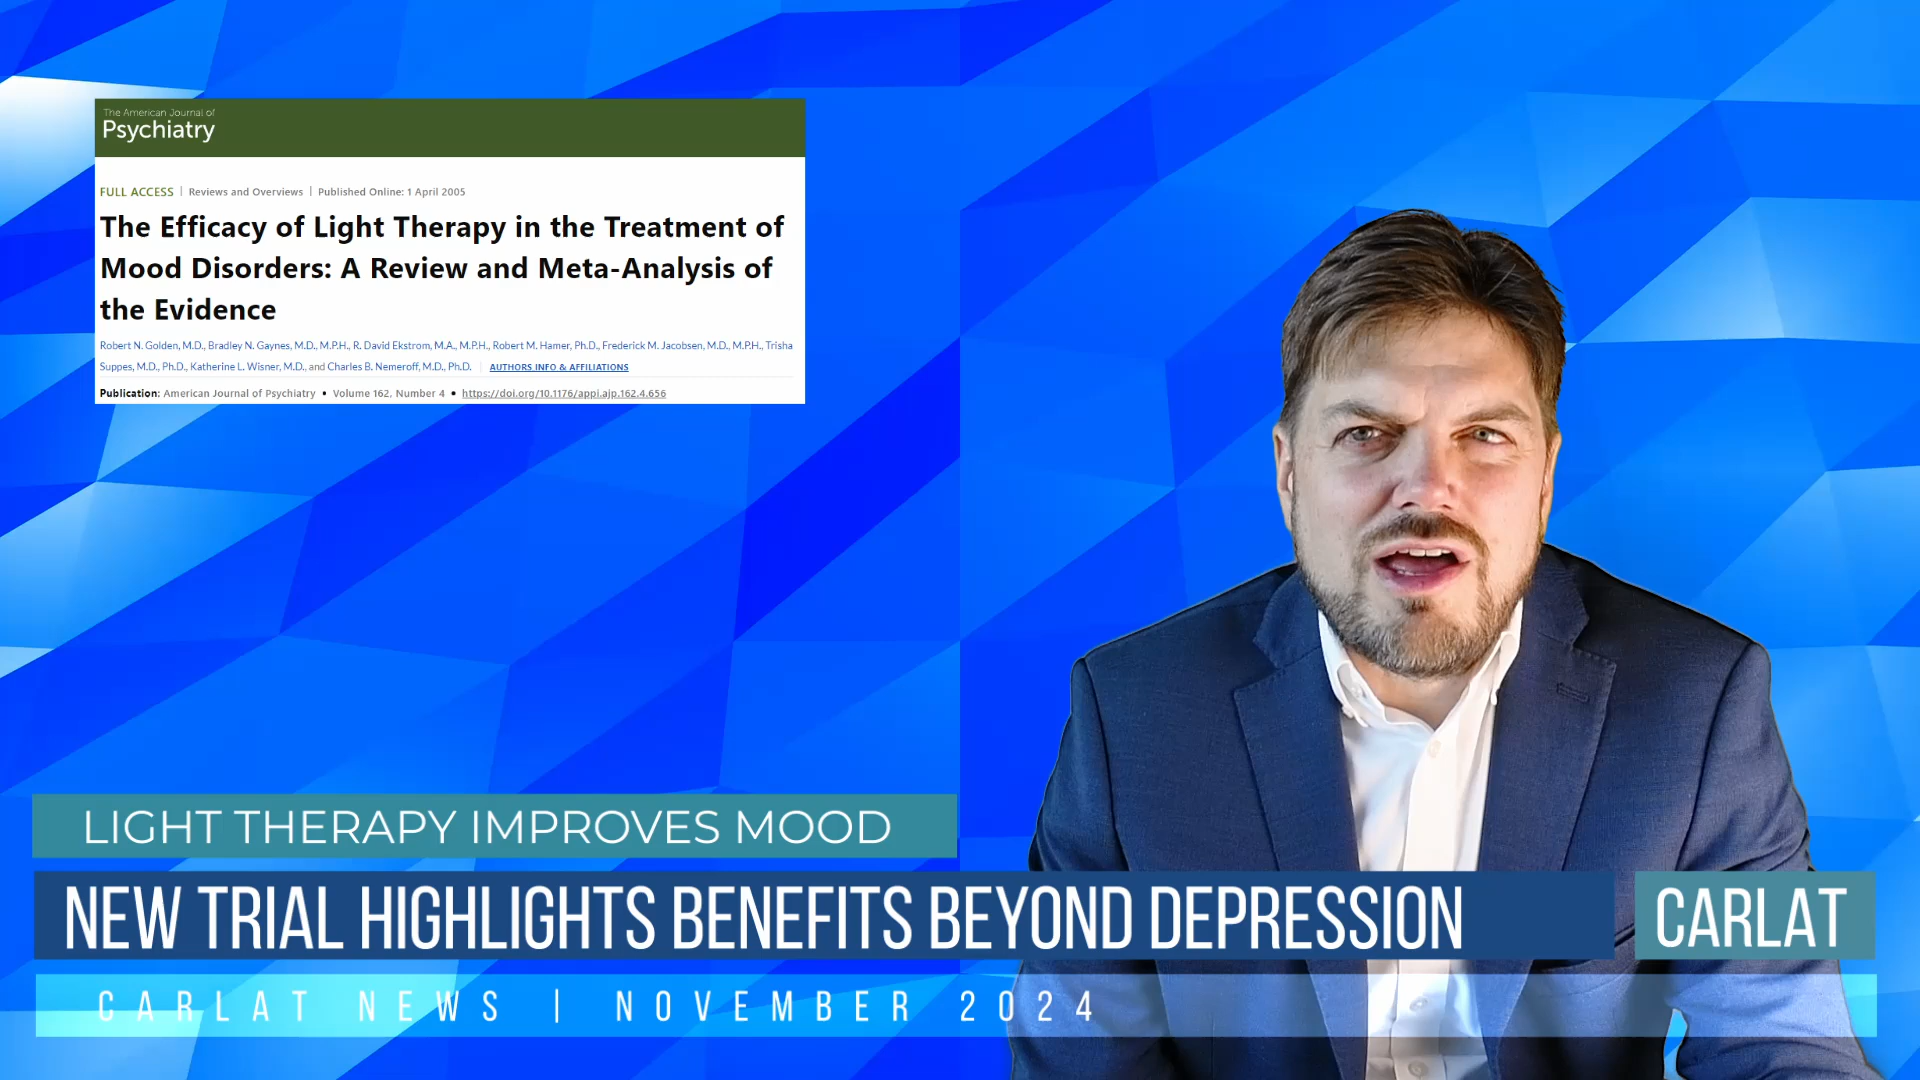 The American Journal of
Psychiatry
FULL ACCESS | Reviews and Overviews | Published Online: 1 April 2005
The Efficacy of Light Therapy in the Treatment of
Mood Disorders: A Review and Meta-Analysis of
the Evidence
Robert N. Golden, M.D., Bradley N. Gaynes, M.D., M.P.H., R. David Ekstrom, M.A., M.P.H., Robert M. Hamer, Ph.D., Frederick M. Jacobsen, M.D., M.P.H., Trisha
Suppes, M.D., Ph.D., Katherine L. Wisner, M.D., and Charles B. Nemeroff, M.D., Ph.D. | AUTHORS INFO & AFFILIATIONS
Publication: American Journal of Psychiatry • Volume 162, Number 4 • https://doi.org/10.1176/appi.ajp.162.4.656
LIGHT THERAPY IMPROVES MOOD
NEW TRIAL HIGHLIGHTS BENEFITS BEYOND DEPRESSION
CARLAT
CARLAT NEWS | NOVEMBER 2024